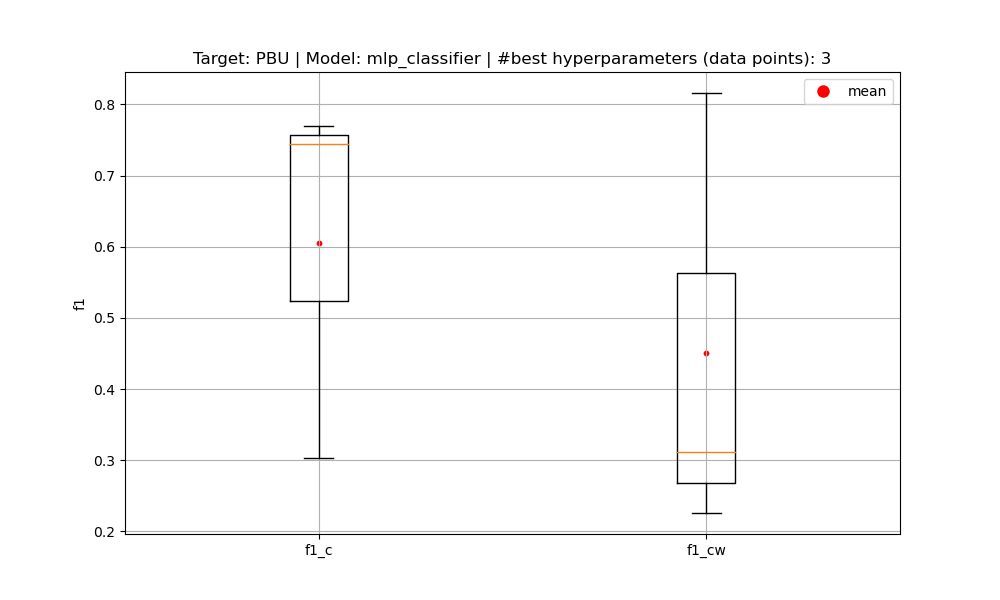 Target: PBU | Model: mlp_classifier | #best hyperparameters (data points): 3
mean
0.8
0.7
0.6
0.5
0.4
0.3
0.2
f1
f1_c
f1_cw